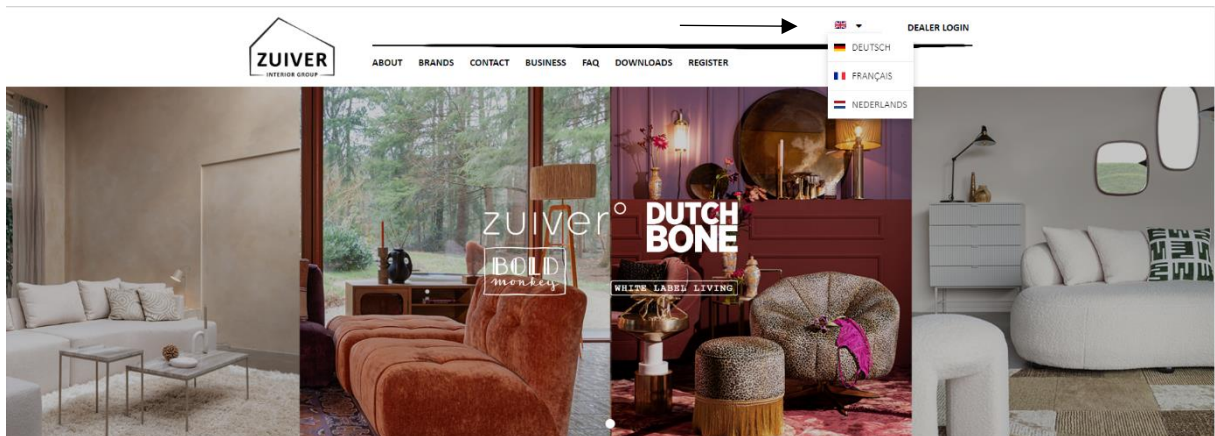 ZUIVER
INTERIOR GROUP
DEALER LOGIN
ABOUT BRANDS CONTACT BUSINESS FAQ DOWNLOADS REGISTER
DEUTSCH
FRANÇAIS
NEDERLANDS
zuiver°
DUTCH
BONE
BOLD
monkey
WHITE LABEL LIVING